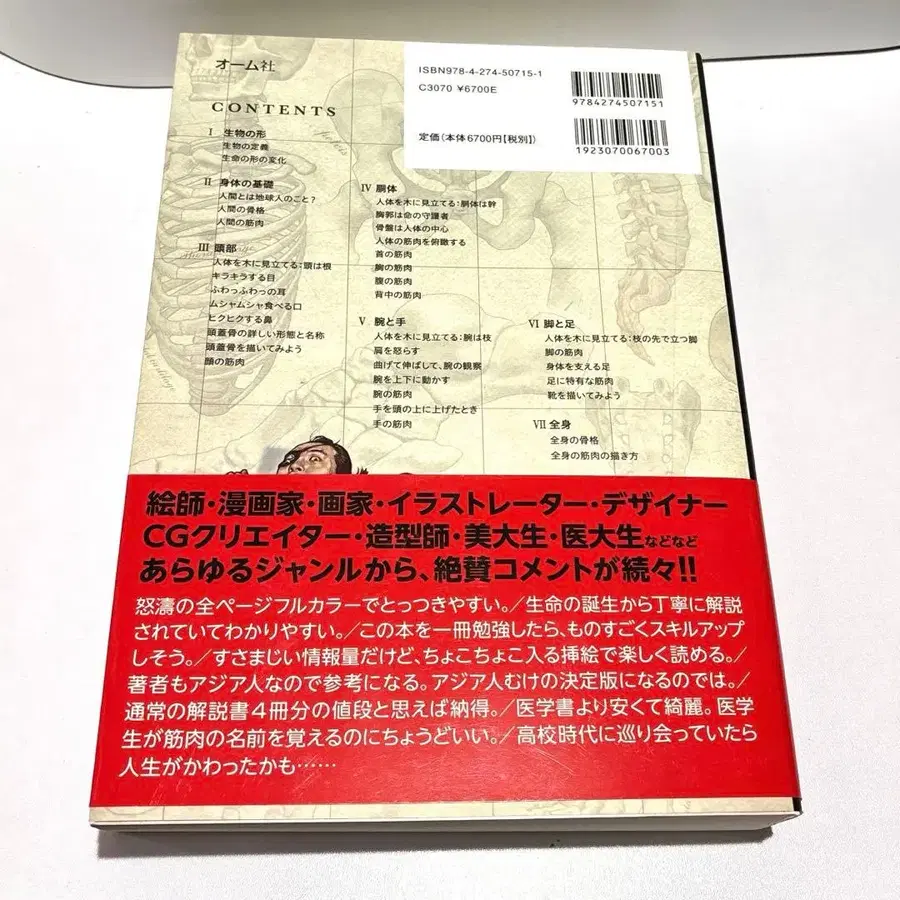 オーム社
ISBN978-4-274-50715-1
C3070 ¥6700E
定価(本体6700円【税別】)
9784274507151
1923070067003
CONTENTS
I 生物の形
生物の定義
生命の形の変化
II 身体の基礎
人間とは地球人のこと?
人間の骨格
人間の筋肉
III 頭部
人体を木に見立てる:頭は根
キラキラする目
ふわっふわっの耳
ムシャムシャ食べる口
ヒクヒクする鼻
頭蓋骨の詳しい形態と名称
頭蓋骨を描いてみよう
顔の筋肉
IV 胴体
人体を木に見立てる:胴体は幹
胸郭は命の守護者
骨盤は人体の中心
人体の筋肉を俯瞰する
首の筋肉
胸の筋肉
腹の筋肉
背中の筋肉
V 腕と手
人体を木に見立てる:腕は枝
肩を怒らす
曲げて伸ばして、腕の観察
腕を上下に動かす
腕の筋肉
手を頭の上に上げたとき
手の筋肉
VI 脚と足
人体を木に見立てる:枝の先で立つ脚
脚の筋肉
身体を支える足
足に特有な筋肉
靴を描いてみよう
VII 全身
全身の骨格
全身の筋肉の描き方
絵師・漫画家・画家・イラストレーター・デザイナー
CGクリエイター・造型師・美大生・医大生などなど
あらゆるジャンルから、絶賛コメントが続々!!
怒濤の全ページフルカラーでとっつきやすい。/生命の誕生から丁寧に解説
されていてわかりやすい。/この本を一冊勉強したら、ものすごくスキルアップ
しそう。/すさまじい情報量だけど、ちょこちょこ入る挿絵で楽しく読める。/
著者もアジア人なので参考になる。アジア人むけの決定版になるのでは。/
通常の解説書4冊分の値段と思えば納得。/医学書より安くて綺麗。医学
生が筋肉の名前を覚えるのにちょうどいい。/高校時代に巡り会っていたら
人生がかわったかも……